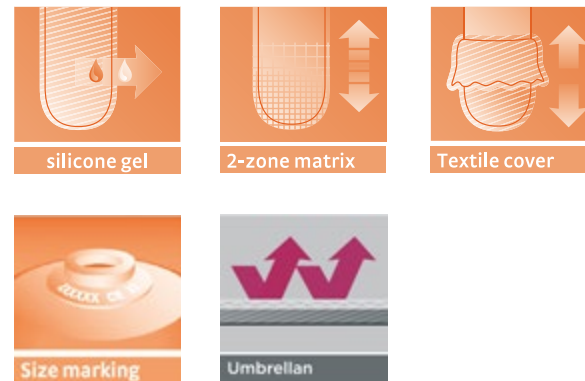 silicone gel
2-zone matrix
Textile cover
Size marking
Umbrellan